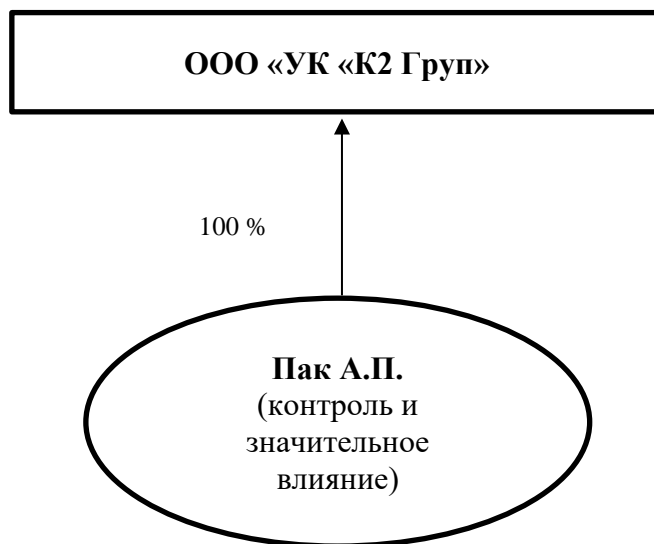 ООО «УК «К2 Груп»
100 %
Пак А.П.
(контроль и
значительное
влияние)